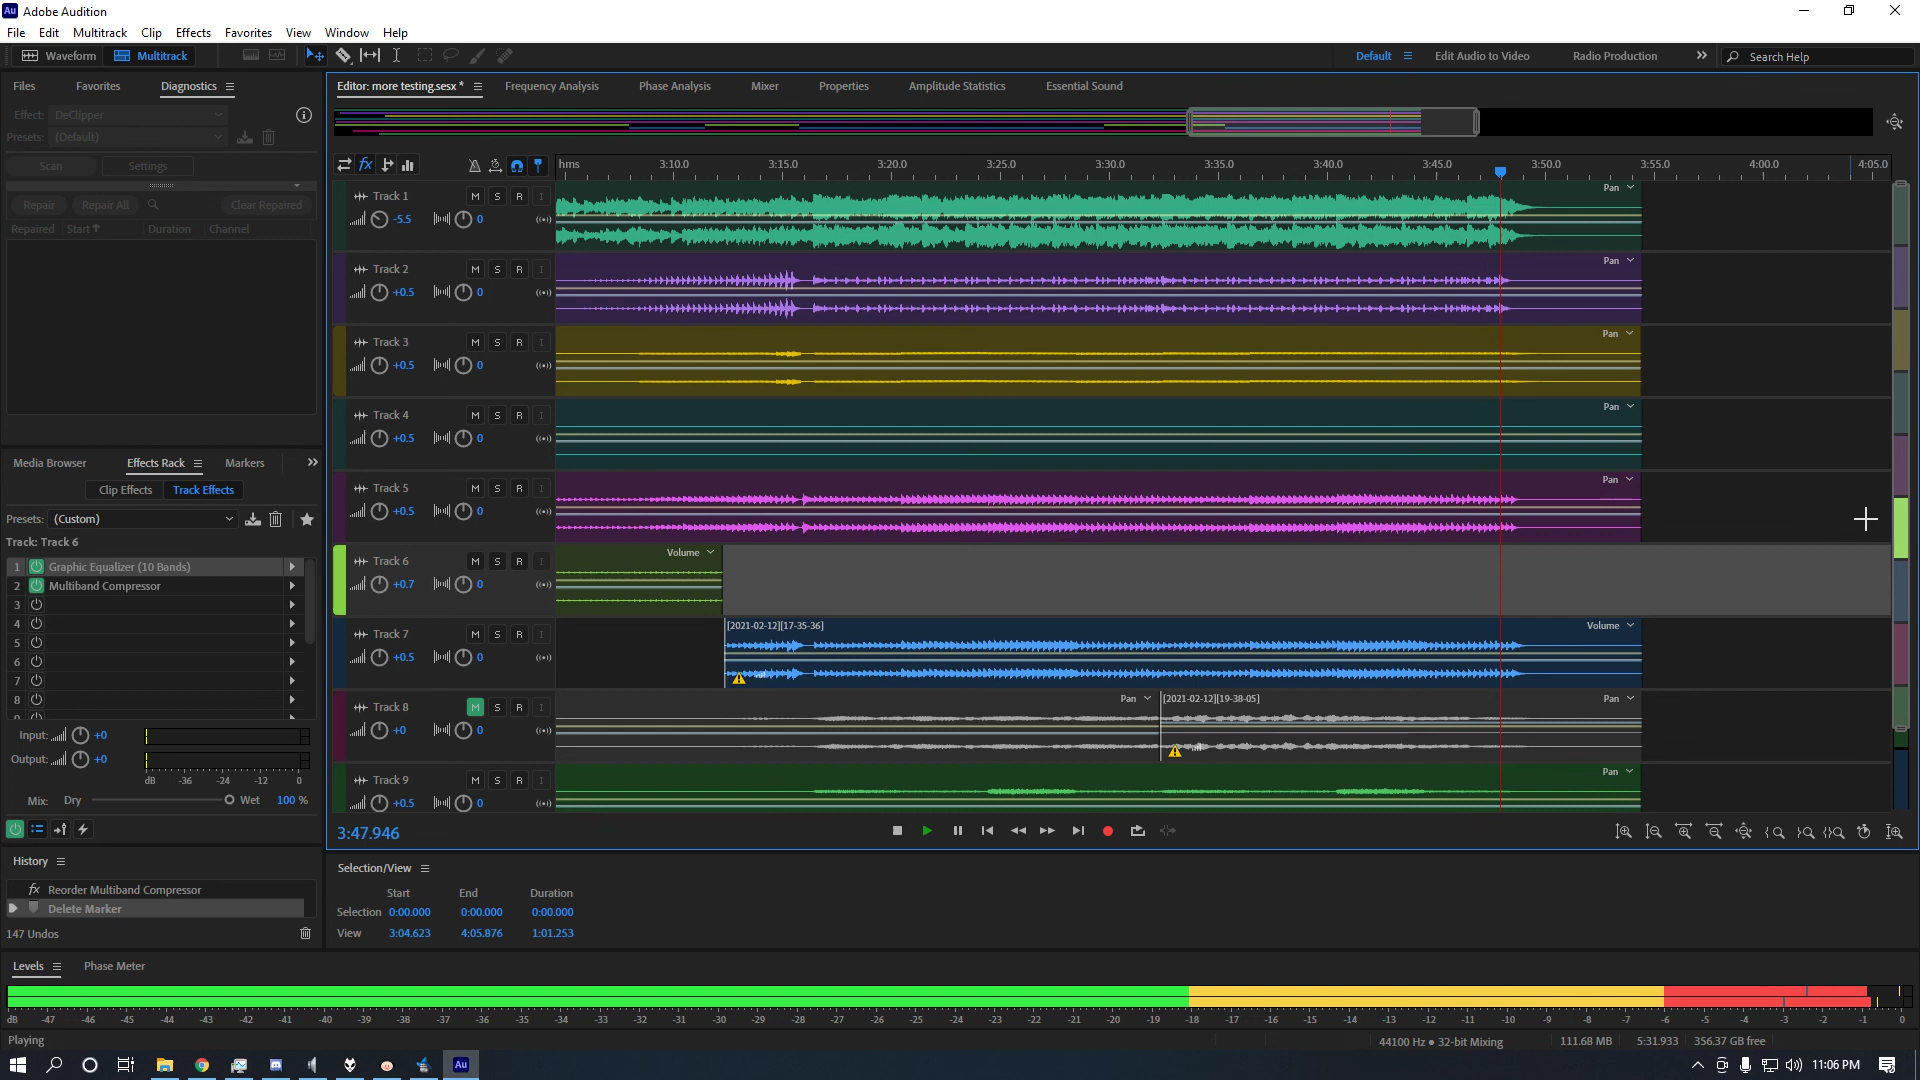 Au Adobe Audition
File Edit Multitrack Clip Effects Favorites View Window Help
Waveform Multitrack Default Edit Audio to Video Radio Production Search Help
Files Favorites Diagnostics
Effect: DeClipper
Presets: (Default)
Scan Settings
Repair Repair All Clear Repaired
Repaired Start Duration Channel
Editor: more testing.sesx * Frequency Analysis Phase Analysis Mixer Properties Amplitude Statistics Essential Sound
fx hms 3:10.0 3:15.0 3:20.0 3:25.0 3:30.0 3:35.0 3:40.0 3:45.0 3:50.0 3:55.0 4:00.0 4:05.0
Track 1 M S R I Pan
-5.5 0
Track 2 M S R I Pan
+0.5 0
Track 3 M S R I Pan
+0.5 0
Track 4 M S R I Pan
+0.5 0
Track 5 M S R I Pan
+0.5 0
Track 6 M S R I Volume
+0.7 0
Track 7 M S R I [2021-02-12][17-35-36] Volume
+0.5 0
Track 8 M S R I Pan [2021-02-12][19-38-05] Pan
+0 0
Track 9 M S R I Pan
+0.5 0
Media Browser Effects Rack Markers
Clip Effects Track Effects
Presets: (Custom)
Track: Track 6
1 Graphic Equalizer (10 Bands)
2 Multiband Compressor
3
4
5
6
7
8
9
Input: +0
Output: +0
dB -36 -24 -12 0
Mix: Dry Wet 100 %
3:47.946
History
fx Reorder Multiband Compressor
Delete Marker
147 Undos
Selection/View
Start End Duration
Selection 0:00.000 0:00.000 0:00.000
View 3:04.623 4:05.876 1:01.253
Levels Phase Meter
dB -47 -46 -45 -44 -43 -42 -41 -40 -39 -38 -37 -36 -35 -34 -33 -32 -31 -30 -29 -28 -27 -26 -25 -24 -23 -22 -21 -20 -19 -18 -17 -16 -15 -14 -13 -12 -11 -10 -9 -8 -7 -6 -5 -4 -3 -2 -1 0
Playing 44100 Hz ● 32-bit Mixing 111.68 MB 5:31.933 356.37 GB free
Au 11:06 PM